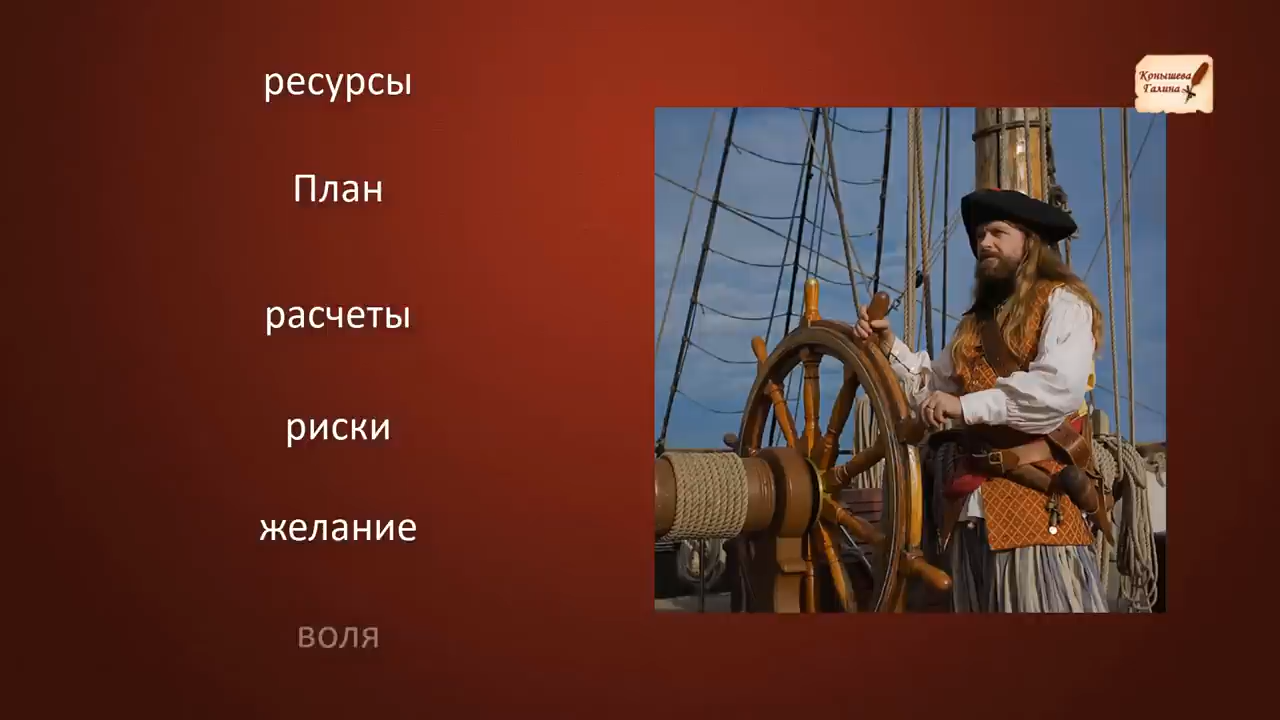 ресурсы
Конышева
Галина
План
расчеты
риски
желание
воля